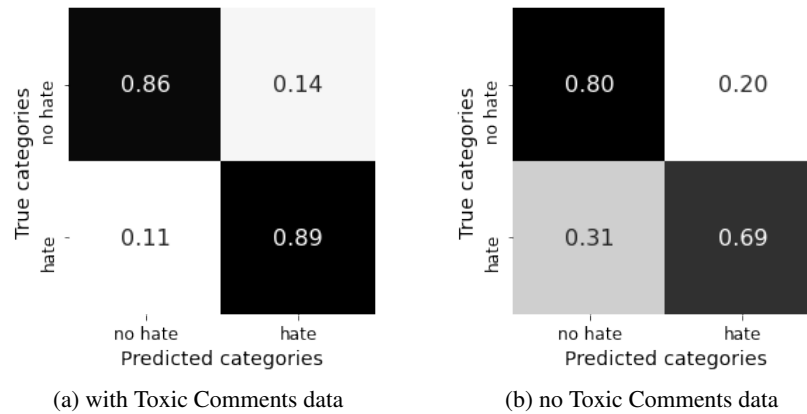 True categories
no hate
hate
0.86
0.14
0.11
0.89
no hate
hate
Predicted categories
(a) with Toxic Comments data
True categories
no hate
hate
0.80
0.20
0.31
0.69
no hate
hate
Predicted categories
(b) no Toxic Comments data